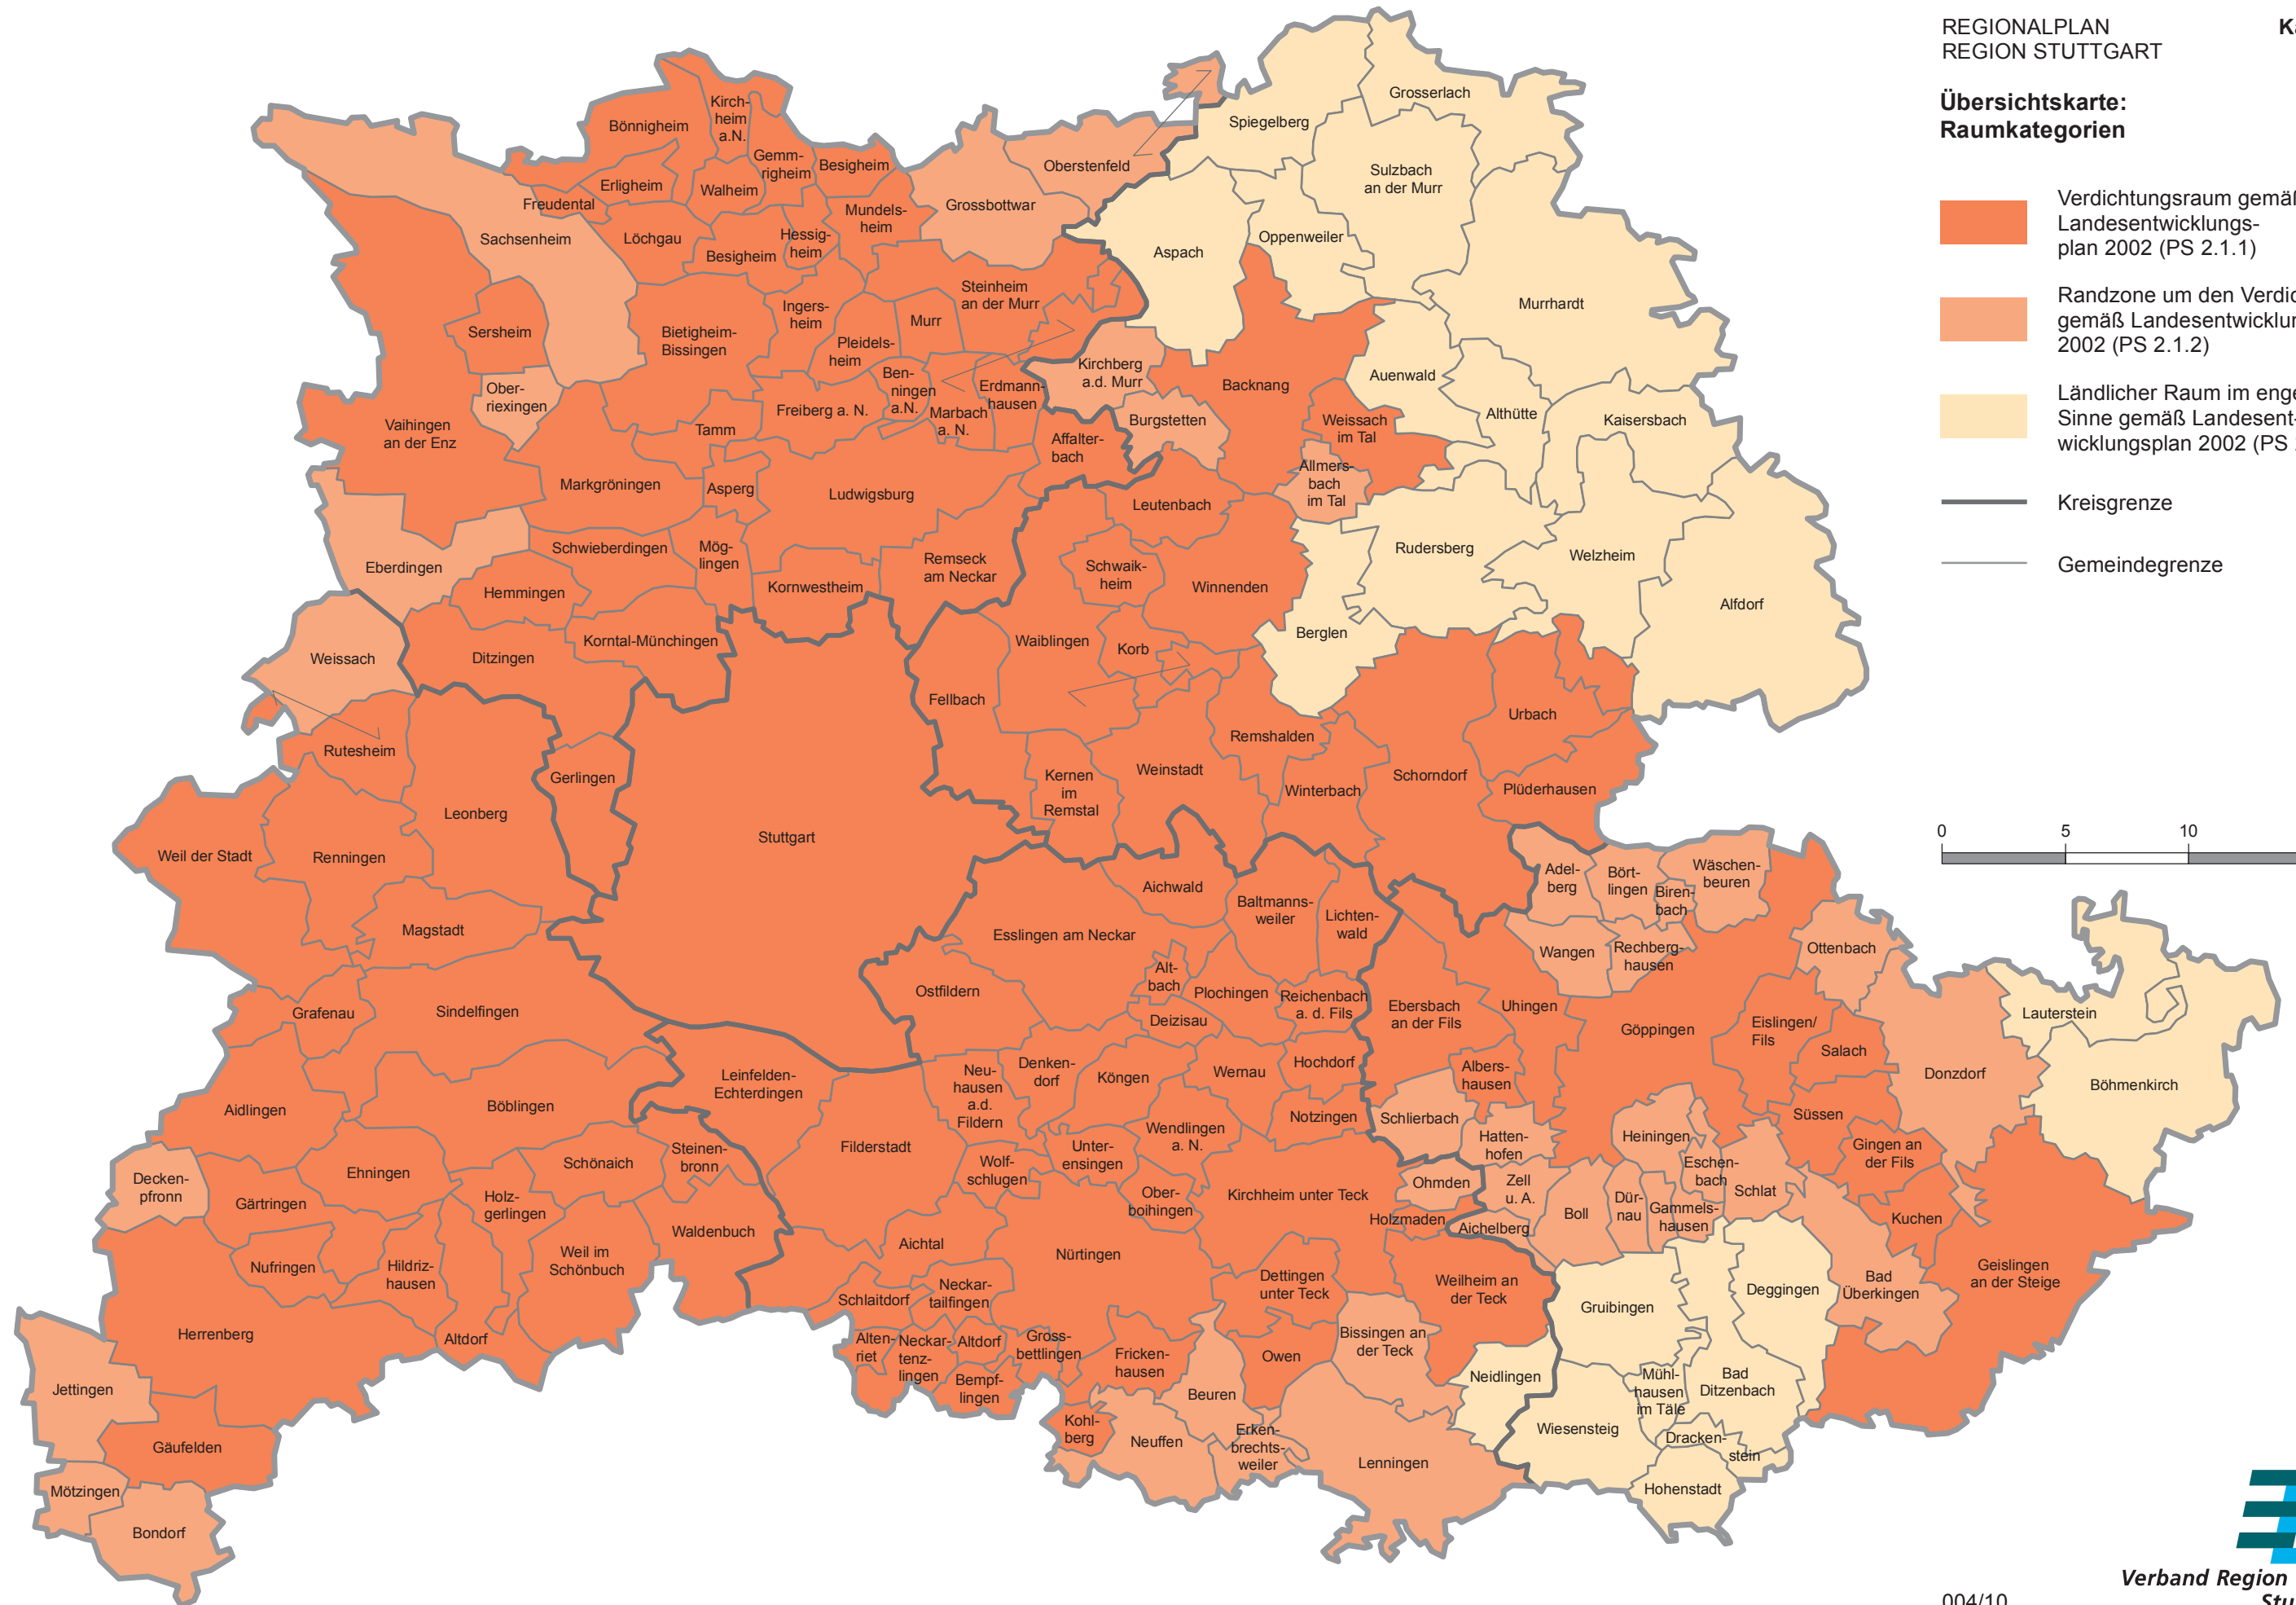 REGIONALPLAN
REGION STUTTGART
Übersichtskarte:
Raumkategorien
Verdichtungsraum gemäß
Landesentwicklungs-
plan 2002 (PS 2.1.1)
Randzone um den
gemäß
2002 (PS 2.1.2)
Ländlicher Raum im
Sinne gemäß Landesent-
wicklungsplan 2002 (PS
Kreisgrenze
Gemeindegrenze
0 5 10
Verband Region
004/10
Spiegelberg
Grosserlach
Kirch-
heim
a.N.
Bönnigheim
Gemm-
righeim
Besigheim
Oberstenfeld
Sulzbach
an der Murr
Erligheim
Walheim
Freudental
Grossbottwar
Mundels-
heim
Sachsenheim
Löchgau
Hessig-
heim
Besigheim
Oppenweiler
Aspach
Steinheim
an der Murr
Murrhardt
Sersheim
Bietigheim-
Bissingen
Ingers-
heim
Murr
Pleidels-
heim
Kirchberg
a.d. Murr
Backnang
Auenwald
Ober-
riexingen
Ben-
ningen
a.N.
Erdmann-
hausen
Freiberg a. N.
Marbach
a. N.
Burgstetten
Weissach
im Tal
Althütte
Kaisersbach
Vaihingen
an der Enz
Tamm
Affalter-
bach
Allmers-
bach
im Tal
Markgröningen
Asperg
Ludwigsburg
Leutenbach
Schwieberdingen
Mög-
lingen
Rudersberg
Welzheim
Eberdingen
Hemmingen
Kornwestheim
Remseck
am Neckar
Schwaik-
heim
Winnenden
Alfdorf
Weissach
Ditzingen
Korntal-Münchingen
Waiblingen
Korb
Berglen
Fellbach
Rutesheim
Remshalden
Urbach
Gerlingen
Kernen
im
Remstal
Weinstadt
Winterbach
Schorndorf
Plüderhausen
Leonberg
Stuttgart
Weil der Stadt
Renningen
Aichwald
Adel-
berg
Bört-
lingen
Biren-
bach
Wäschen-
beuren
Magstadt
Esslingen am Neckar
Baltmanns-
weiler
Lichten-
wald
Wangen
Rechberg-
hausen
Ottenbach
Ostfildern
Alt-
bach
Plochingen
Reichenbach
a. d. Fils
Deizisau
Ebersbach
an der Fils
Uhingen
Göppingen
Eislingen/
Fils
Salach
Lauterstein
Grafenau
Sindelfingen
Leinfelden-
Echterdingen
Neu-
hausen
a.d.
Fildern
Denken-
dorf
Köngen
Wernau
Hochdorf
Albers-
hausen
Donzdorf
Böhmenkirch
Aidlingen
Böblingen
Filderstadt
Notzingen
Schlierbach
Süssen
Wendlingen
a. N.
Unter-
ensingen
Hatten-
hofen
Heiningen
Gingen an
der Fils
Decken-
pfronn
Ehningen
Schönaich
Steinen-
bronn
Wolf-
schlugen
Ober-
boihingen
Kirchheim unter Teck
Ohmden
Zell
u. A.
Eschen-
bach
Schlat
Gärtringen
Holz-
gerlingen
Waldenbuch
Holzmaden
Aichelberg
Boll
Dür-
nau
Gammels-
hausen
Kuchen
Nufringen
Hildriz-
hausen
Weil im
Schönbuch
Aichtal
Nürtingen
Dettingen
unter Teck
Weilheim an
der Teck
Gruibingen
Deggingen
Bad
Überkingen
Geislingen
an der Steige
Schlaitdorf
Neckar-
tailfingen
Herrenberg
Altdorf
Alten-
riet
Neckar-
tenz-
lingen
Altdorf
Gross-
bettlingen
Bempf-
lingen
Fricken-
hausen
Owen
Bissingen an
der Teck
Neidlingen
Mühl-
hausen
im Täle
Bad
Ditzenbach
Jettingen
Beuren
Gäufelden
Kohl-
berg
Neuffen
Erken-
brechts-
weiler
Lenningen
Wiesensteig
Dracken-
stein
Hohenstadt
Mötzingen
Bondorf